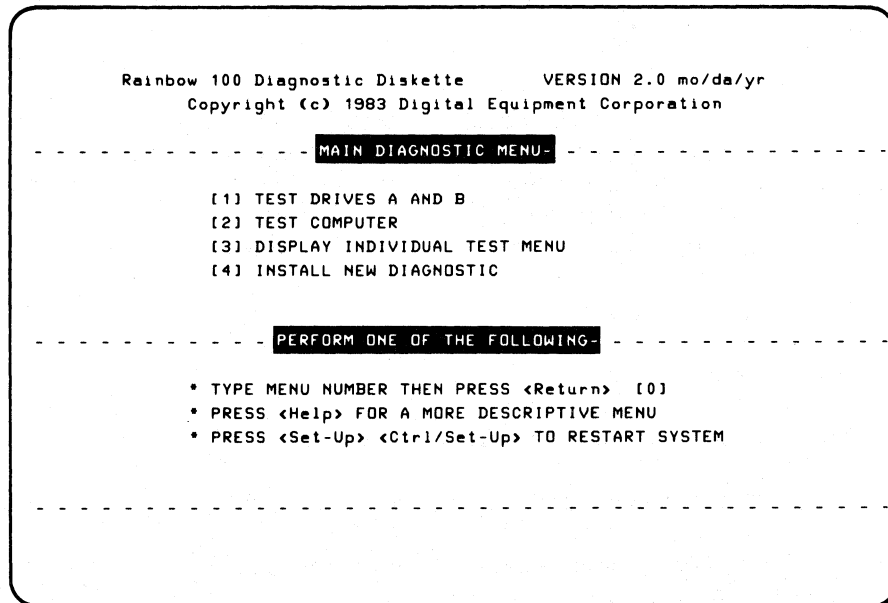 Rainbow 100 Diagnostic Diskette VERSION 2.0 mo/da/yr
Copyright (c) 1983 Digital Equipment Corporation
MAIN DIAGNOSTIC MENU-
[1] TEST DRIVES A AND B
[2] TEST COMPUTER
[3] DISPLAY INDIVIDUAL TEST MENU
[4] INSTALL NEW DIAGNOSTIC
PERFORM ONE OF THE FOLLOWING-
* TYPE MENU NUMBER THEN PRESS <Return> [0]
* PRESS <Help> FOR A MORE DESCRIPTIVE MENU
* PRESS <Set-Up> <Ctrl/Set-Up> TO RESTART SYSTEM